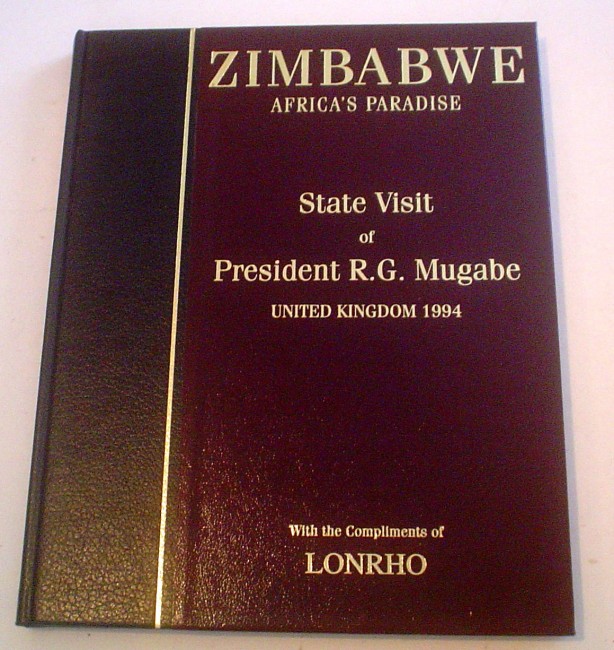 ZIMBABWE
AFRICA'S PARADISE
State Visit
of
President R.G. Mugabe
UNITED KINGDOM 1994
With the Compliments of
LONRHO